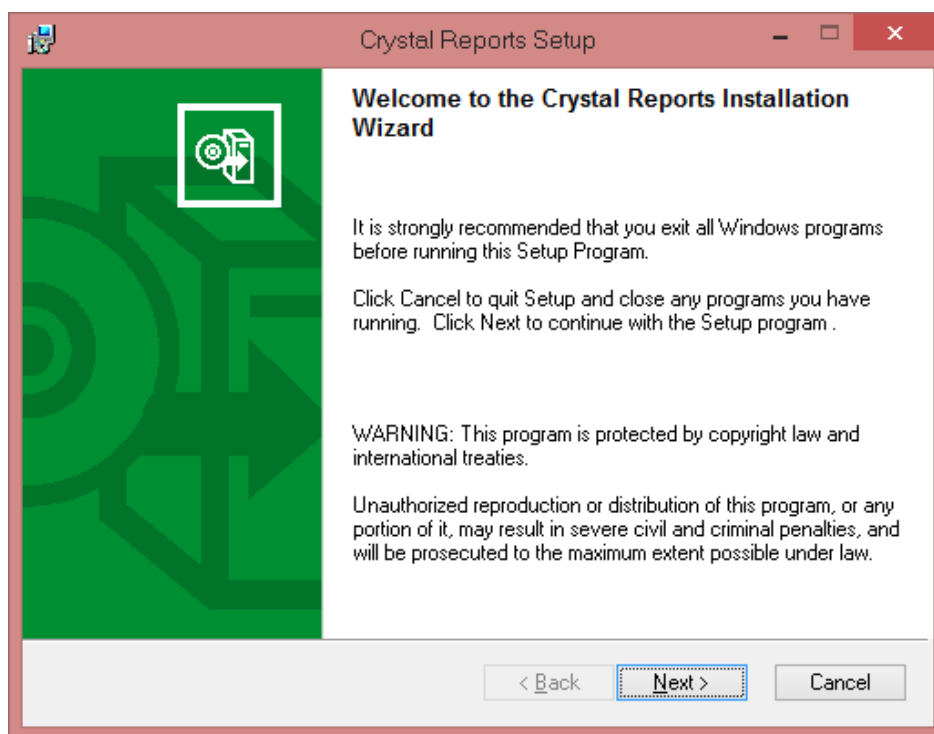 Crystal Reports Setup
Welcome to the Crystal Reports Installation
Wizard
It is strongly recommended that you exit all Windows programs
before running this Setup Program.
Click Cancel to quit Setup and close any programs you have
running.  Click Next to continue with the Setup program .
WARNING: This program is protected by copyright law and
international treaties.
Unauthorized reproduction or distribution of this program, or any
portion of it, may result in severe civil and criminal penalties, and
will be prosecuted to the maximum extent possible under law.
< Back Next > Cancel